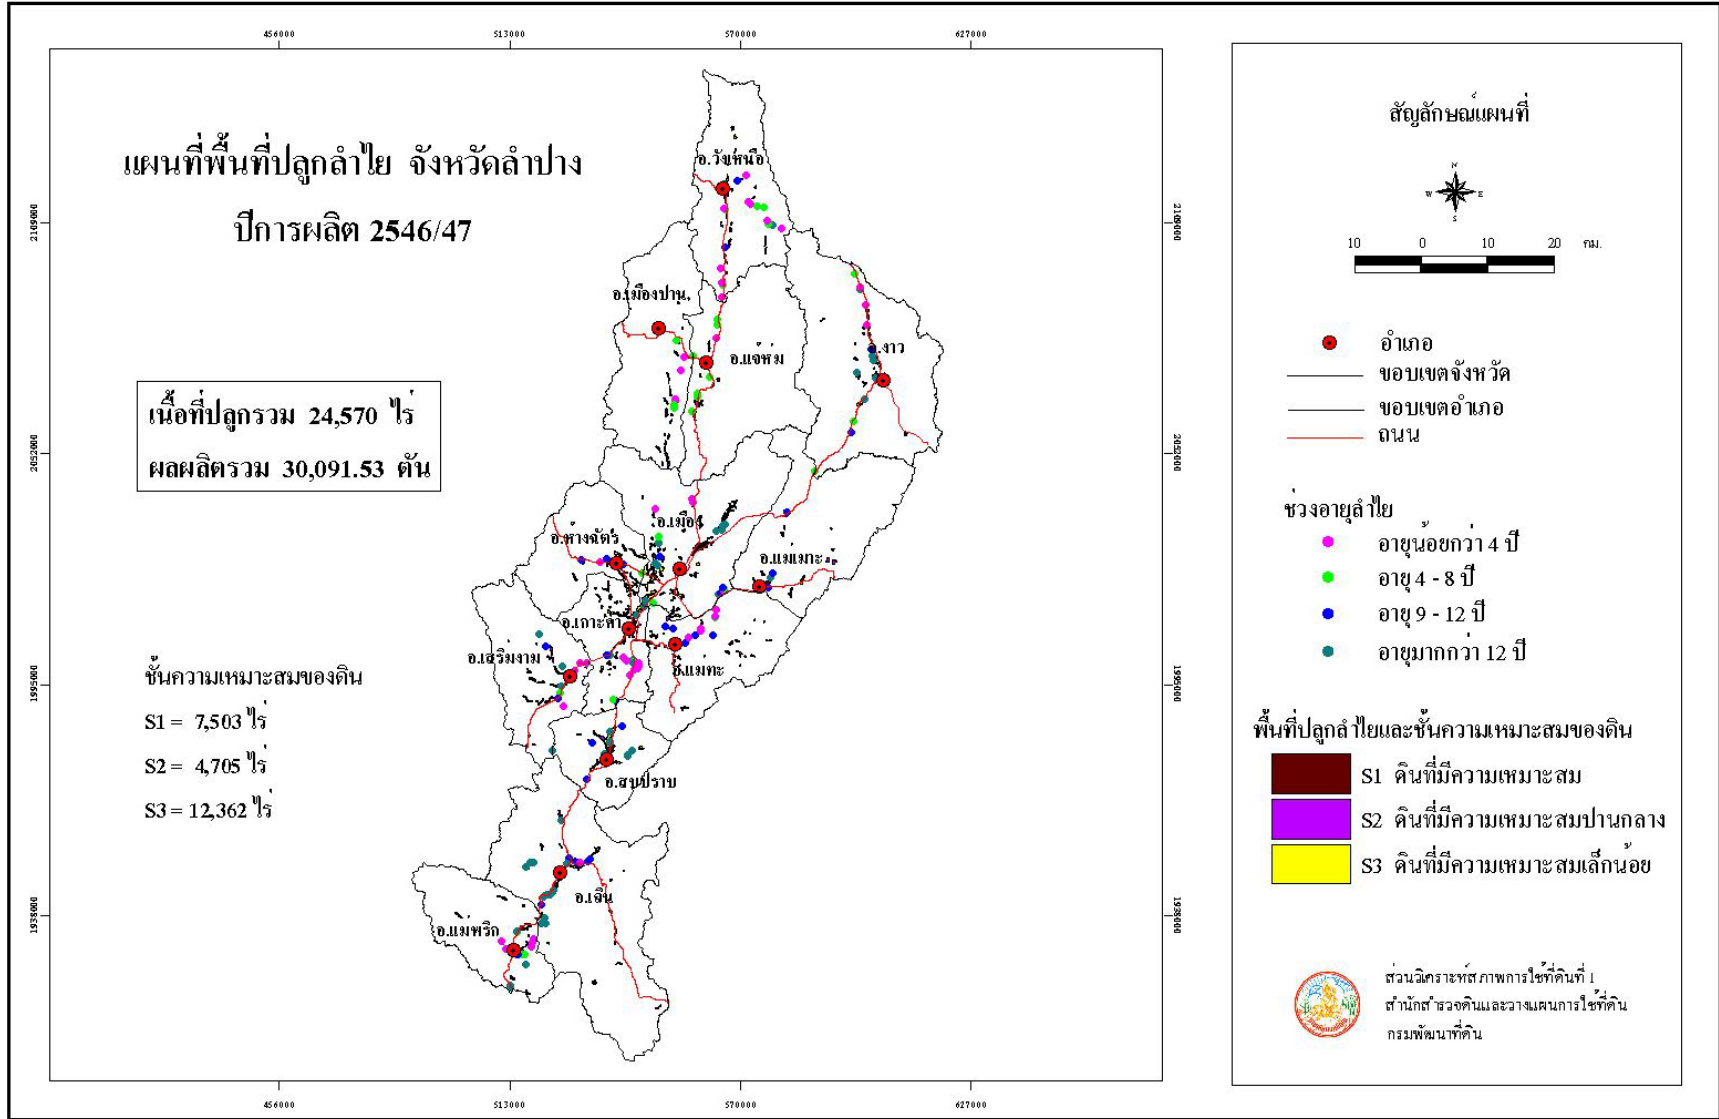 456000 513000 570000 627000
แผนที่พื้นที่ปลูกลำไย จังหวัดลำปาง
ปีการผลิต 2546/47
เนื้อที่ปลูกรวม 24,570 ไร่
ผลผลิตรวม 30,091.53 ตัน
ชั้นความเหมาะสมของดิน
S1 = 7,503 ไร่
S2 = 4,705 ไร่
S3 = 12,362 ไร่
2109000
2052000
1995000
1938000
อ.วังเหนือ
อ.เมืองปาน
อ.แจ้ห่ม
อ.งาว
อ.เมือง
อ.ห้างฉัตร
อ.แม่เมาะ
อ.เกาะคา
อ.เสริมงาม
อ.แม่ทะ
อ.สบปราบ
อ.เถิน
อ.แม่พริก
2109000
2052000
1995000
1938000
456000 513000 570000 627000
สัญลักษณ์แผนที่
N
W E
S
10 0 10 20 กม.
อำเภอ
ขอบเขตจังหวัด
ขอบเขตอำเภอ
ถนน
ช่วงอายุลำไย
อายุน้อยกว่า 4 ปี
อายุ 4 - 8 ปี
อายุ 9 - 12 ปี
อายุมากกว่า 12 ปี
พื้นที่ปลูกลำไยและชั้นความเหมาะสมของดิน
S1 ดินที่มีความเหมาะสม
S2 ดินที่มีความเหมาะสมปานกลาง
S3 ดินที่มีความเหมาะสมเล็กน้อย
ส่วนวิเคราะห์สภาพการใช้ที่ดินที่ 1
สำนักสำรวจดินและวางแผนการใช้ที่ดิน
กรมพัฒนาที่ดิน